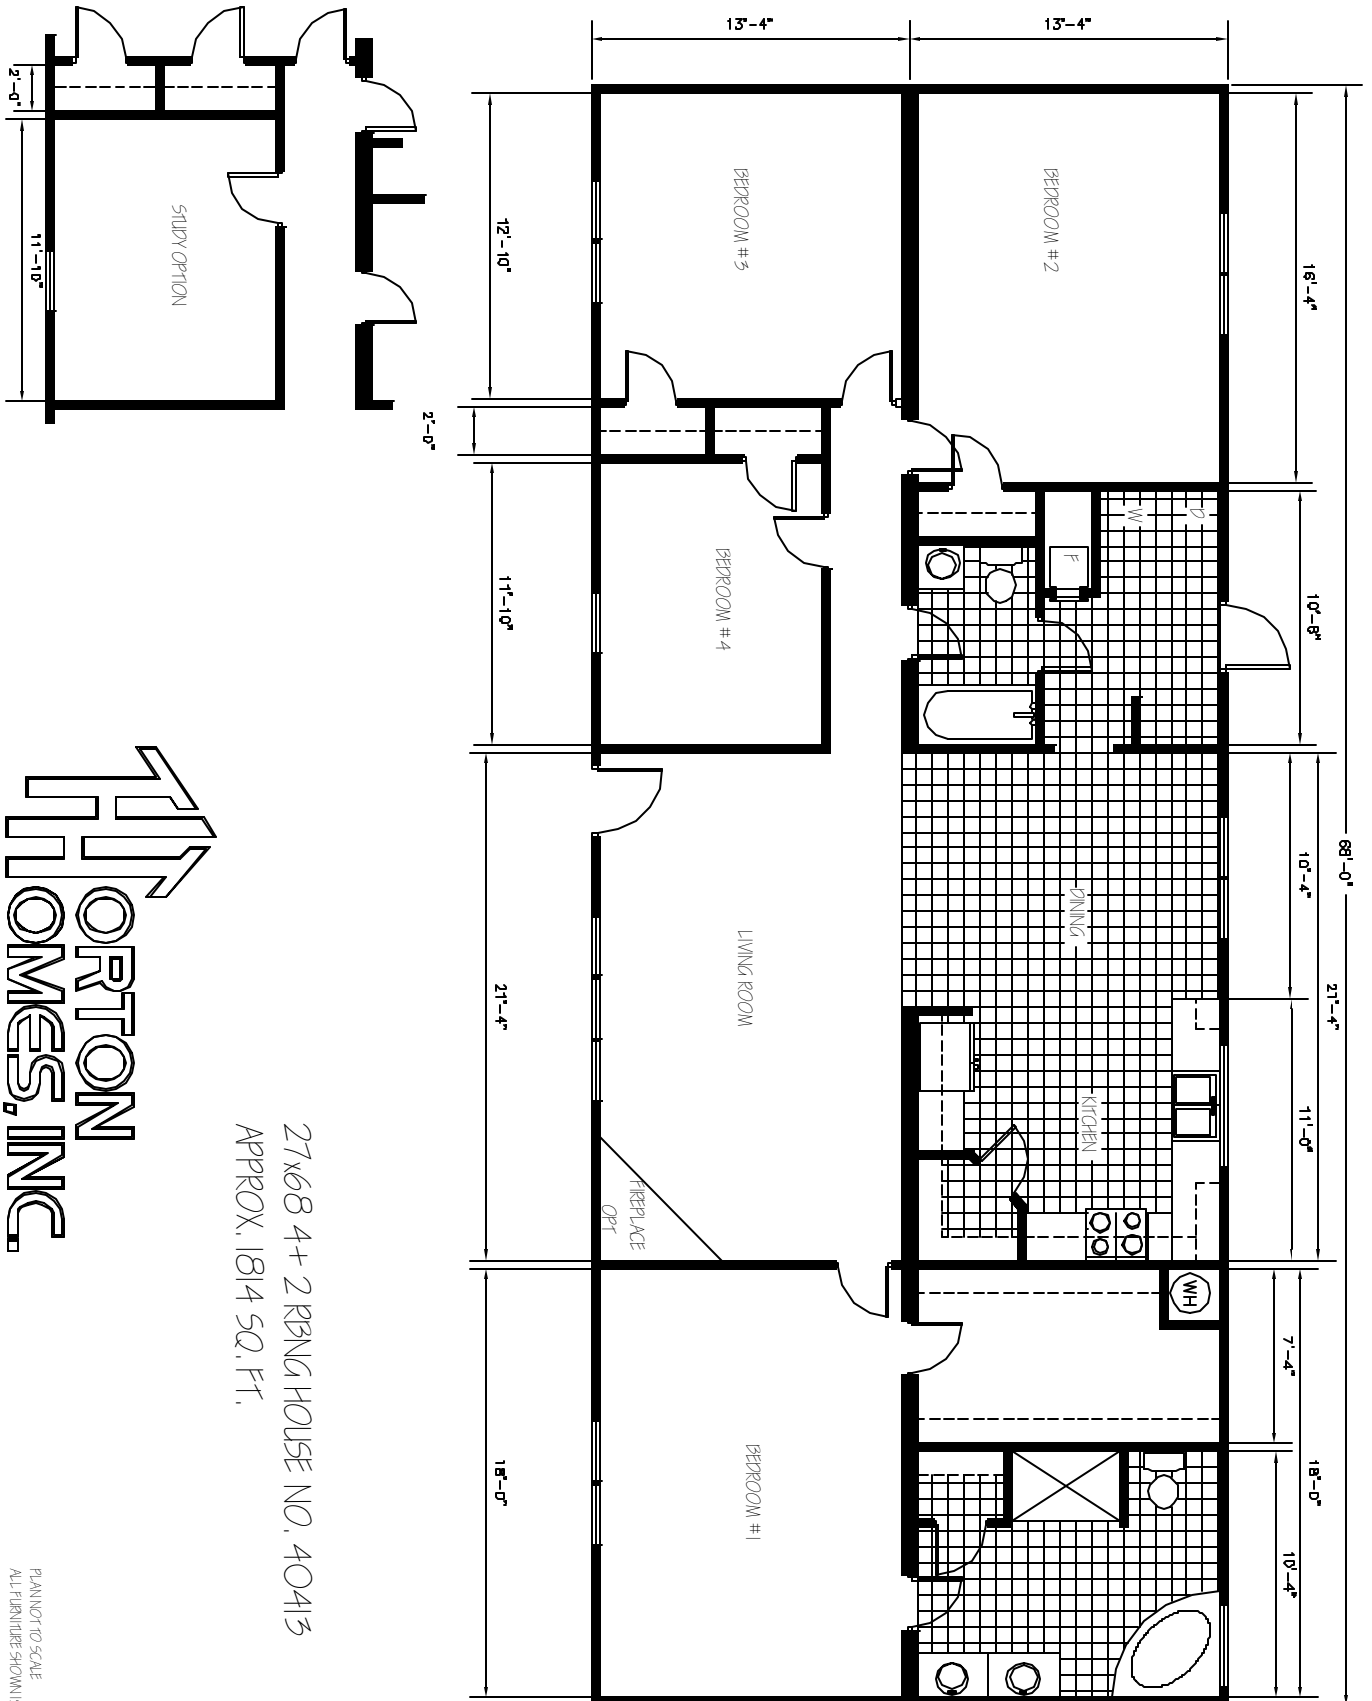 68'-0"
21'-4"
16'-4"
10'-8"
10'-4"
11'-0"
18'-0"
7'-4"
10'-4"
13'-4"
13'-4"
BEDROOM #2
D
W
F
DINING
KITCHEN
WH
BEDROOM #3
BEDROOM #4
LIVING ROOM
FIREPLACE
OPT
BEDROOM #1
12'-10"
2'-0"
11'-10"
21'-4"
18'-0"
STUDY OPTION
2'-0"
11'-10"
27x68 4+2 RBNG HOUSE NO. 40413
APPROX. 1814 SQ. FT.
HORTON
HOMES, INC.
PLAN NOT TO SCALE
ALL FURNITURE SHOWN